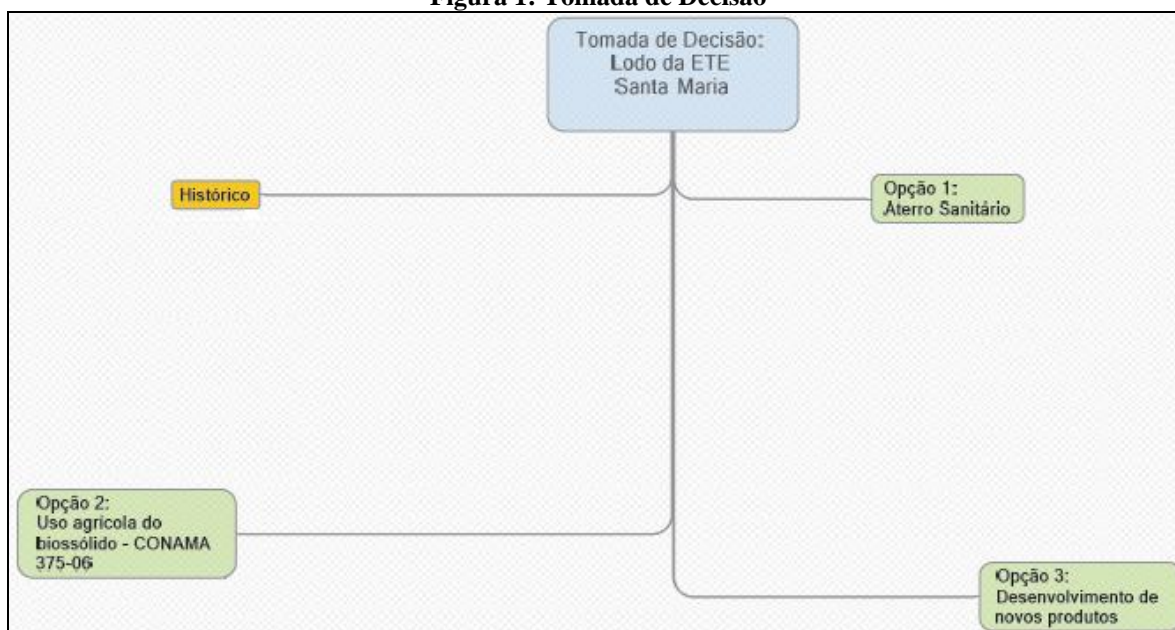 Figura 1: Tomada de Decisão
Tomada de Decisão:
Lodo da ETE
Santa Maria
Histórico
Opção 1:
Aterro Sanitário
Opção 2:
Uso agrícola do
biossólido - CONAMA
375-06
Opção 3:
Desenvolvimento de
novos produtos